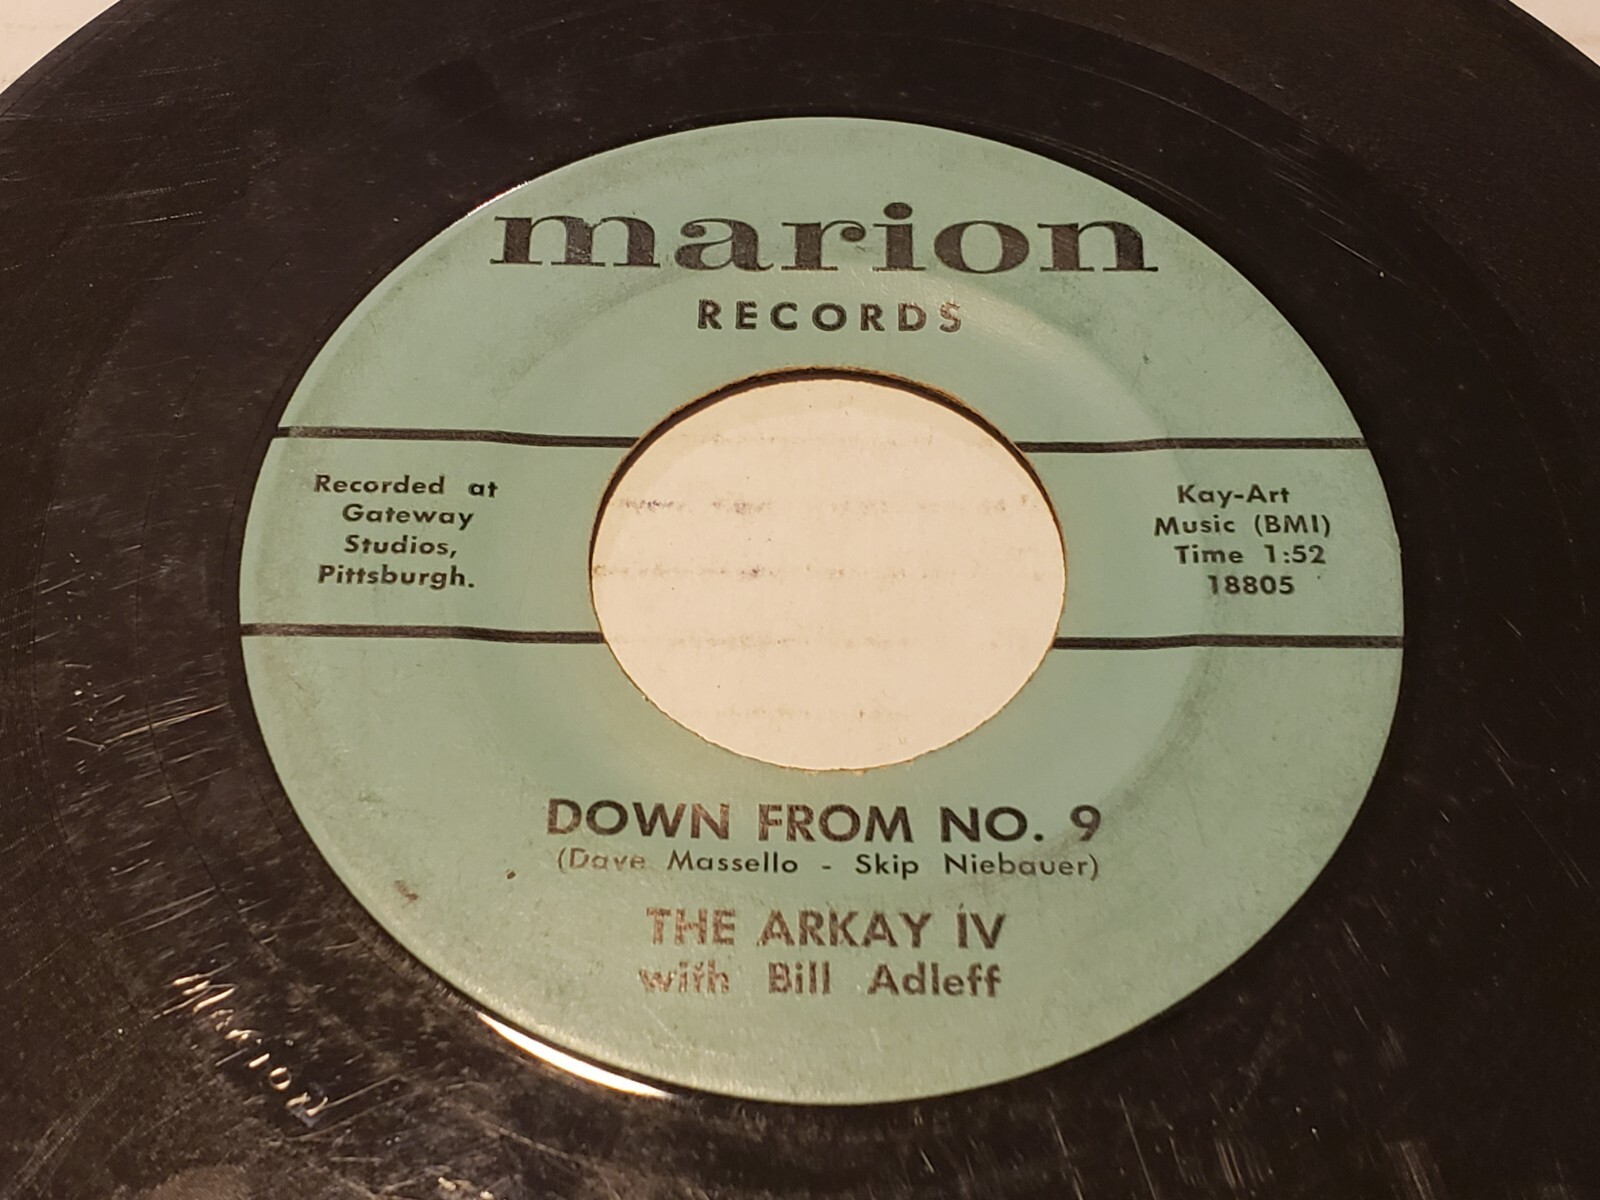 marion
RECORDS
Recorded at
Gateway
Studios,
Pittsburgh.
Kay-Art
Music (BMI)
Time 1:52
18805
DOWN FROM NO. 9
(Dave Massello - Skip Niebauer)
THE ARKAY IV
with Bill Adleff
Marion